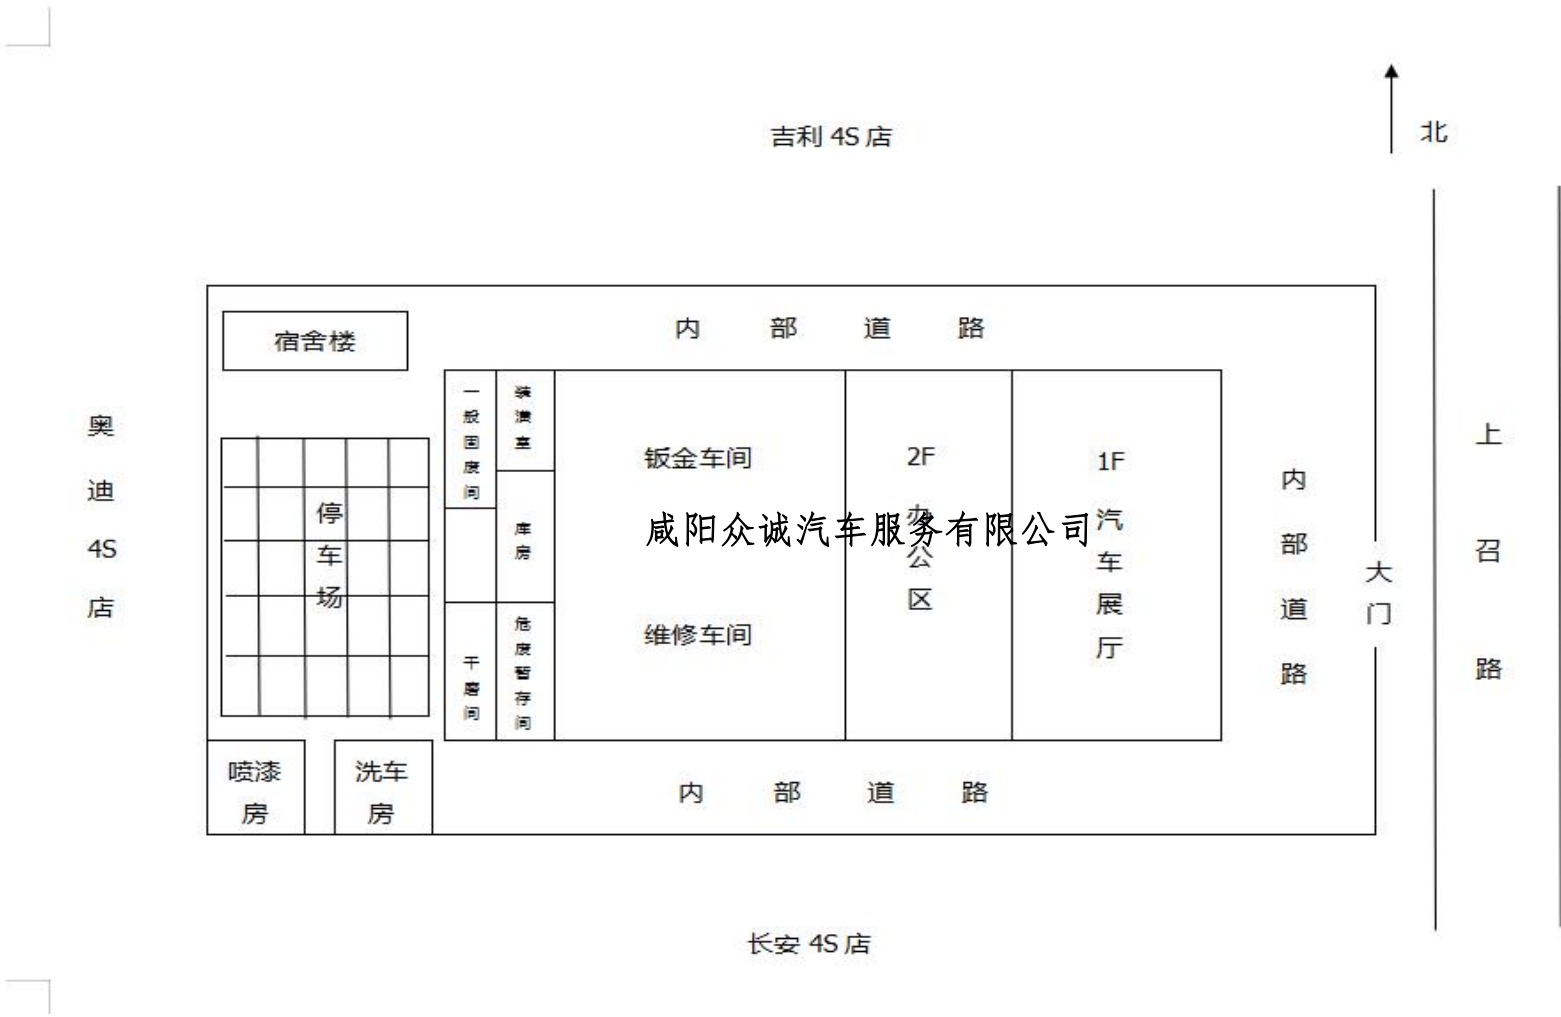 北
吉利 4S 店
宿舍楼
内部道路
奥迪 4S 店
停车场
一般固废间
装潢室
库房
干磨间
危废暂存间
钣金车间
维修车间
2F 办公区
1F 汽车展厅
咸阳众诚汽车服务有限公司
内部道路
大门
上召路
喷漆房
洗车房
内部道路
长安 4S 店